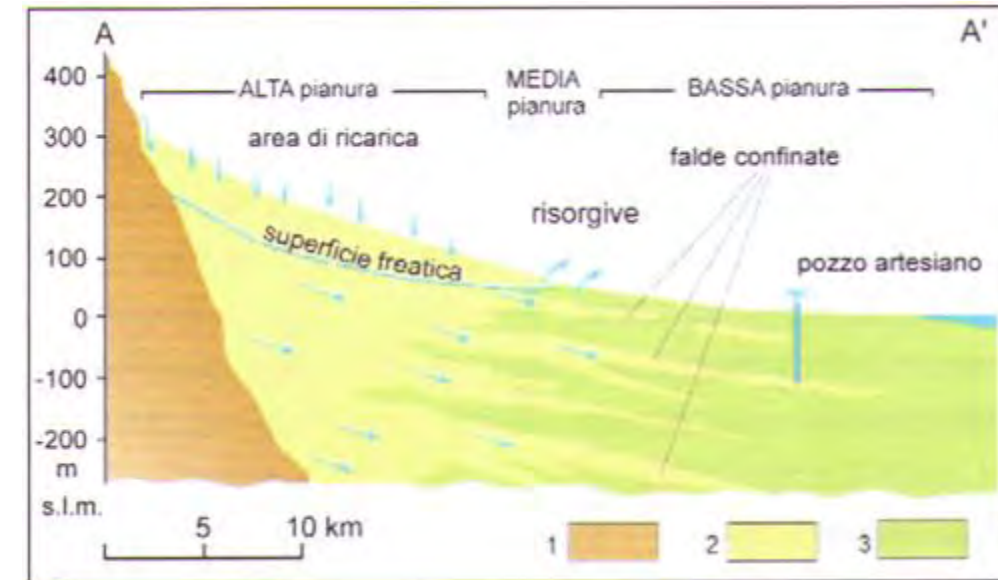 A
A'
400
300
200
100
0
-100
-200
m
s.l.m.
ALTA pianura
MEDIA
pianura
BASSA pianura
area di ricarica
falde confinate
risorgive
superficie freatica
pozzo artesiano
5
10 km
1
2
3